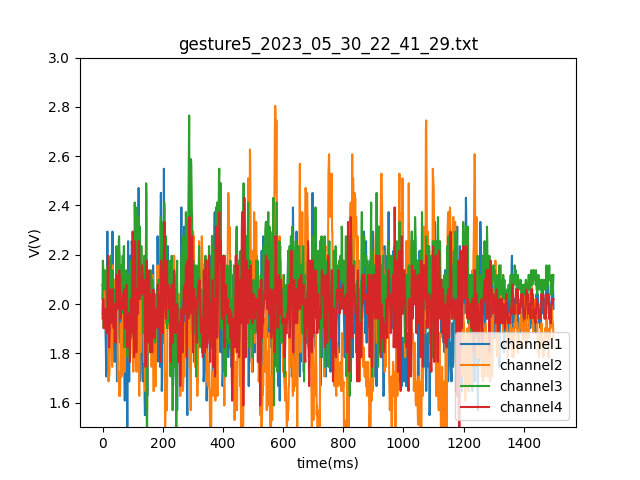 gesture5_2023_05_30_22_41_29.txt
V(V)
3.0
2.8
2.6
2.4
2.2
2.0
1.8
1.6
channel1
channel2
channel3
channel4
0 200 400 600 800 1000 1200 1400
time(ms)